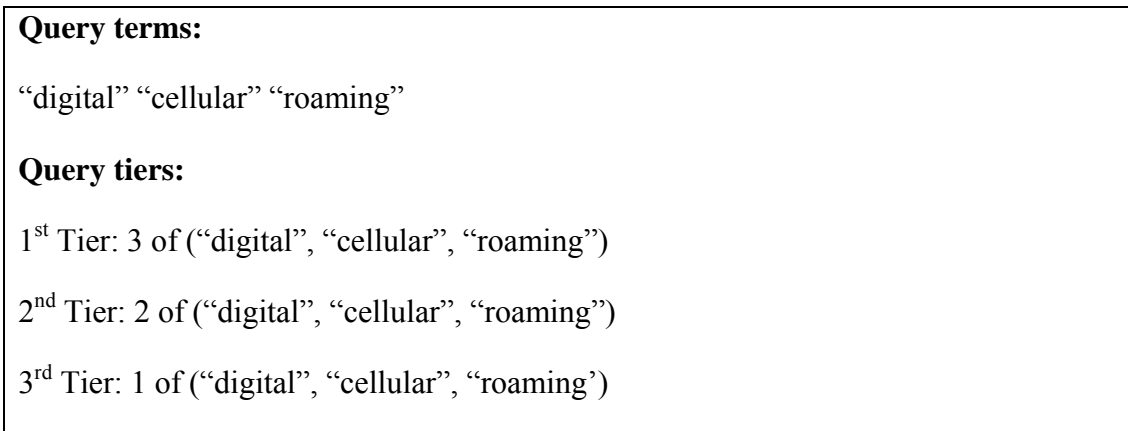 Query terms:
“digital” “cellular” “roaming”
Query tiers:
1st Tier: 3 of (“digital”, “cellular”, “roaming”)
2nd Tier: 2 of (“digital”, “cellular”, “roaming”)
3rd Tier: 1 of (“digital”, “cellular”, “roaming’)